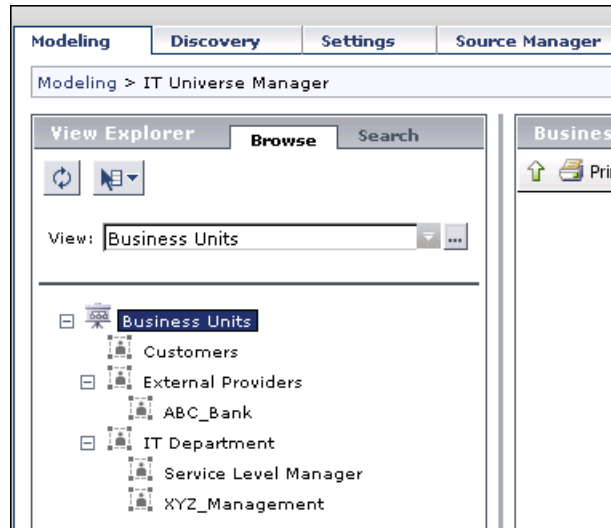 Modeling Discovery Settings Source Manager
Modeling > IT Universe Manager
View Explorer Browse Search
View: Business Units ...
Business Units
Customers
External Providers
ABC_Bank
IT Department
Service Level Manager
XYZ_Management